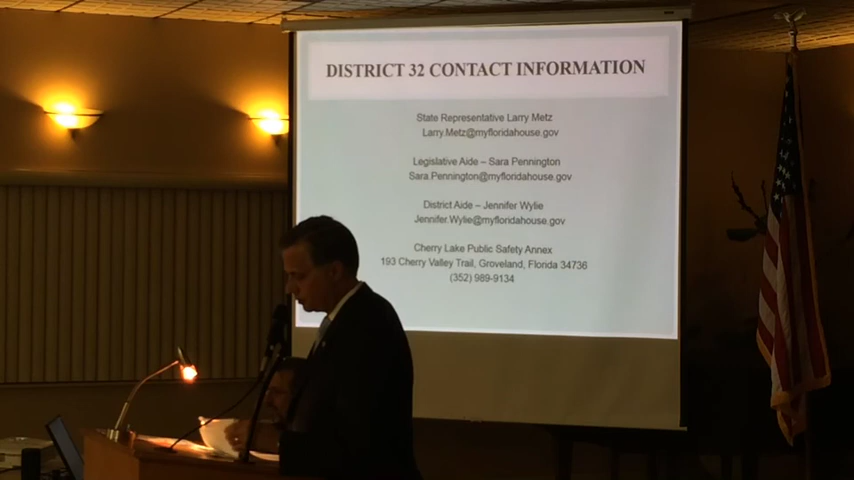 DISTRICT 32 CONTACT INFORMATION
State Representative Larry Metz
Larry.Metz@myfloridahouse.gov
Legislative Aide – Sara Pennington
Sara.Pennington@myfloridahouse.gov
District Aide – Jennifer Wylie
Jennifer.Wylie@myfloridahouse.gov
Cherry Lake Public Safety Annex
193 Cherry Valley Trail, Groveland, Florida 34736
(352) 989-9134